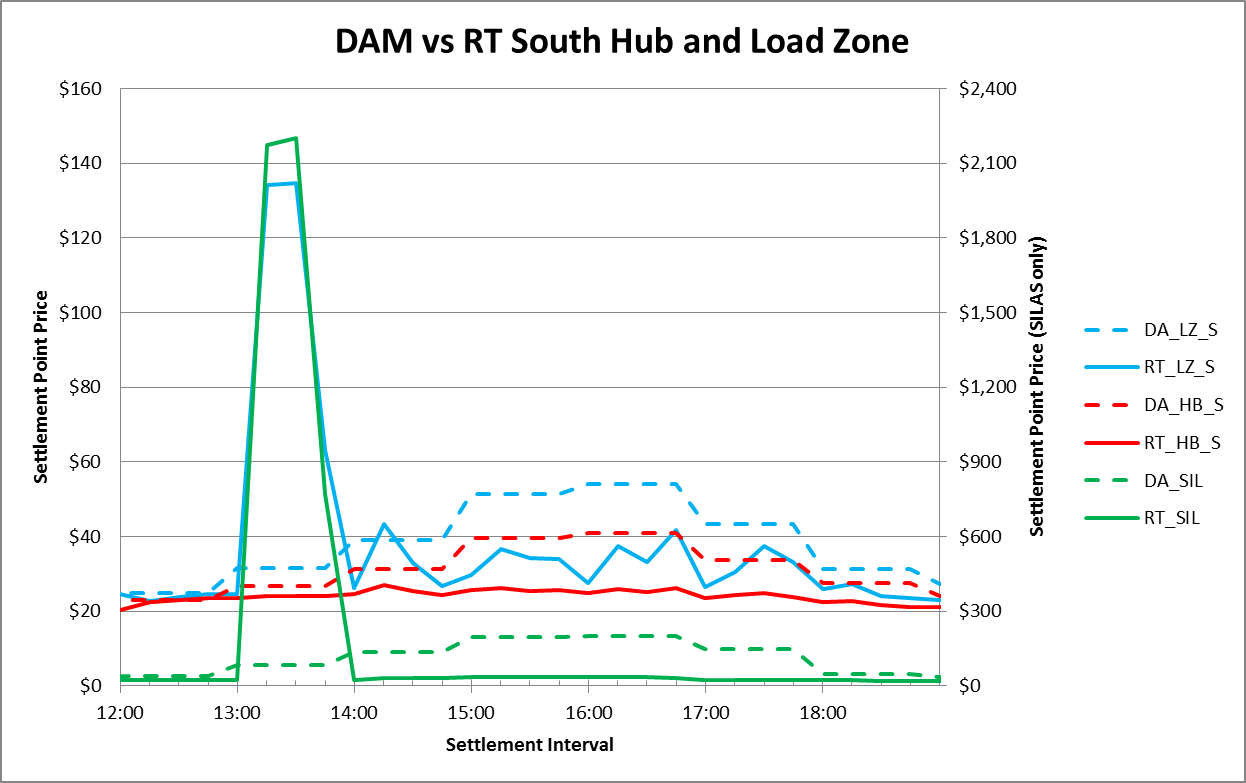 DAM vs RT South Hub and Load Zone
$160
$140
$120
$100
$80
$60
$40
$20
$0
Settlement Point Price
$2,400
$2,100
$1,800
$1,500
$1,200
$900
$600
$300
$0
Settlement Point Price (SILAS only)
12:00
13:00
14:00
15:00
16:00
17:00
18:00
Settlement Interval
DA_LZ_S
RT_LZ_S
DA_HB_S
RT_HB_S
DA_SIL
RT_SIL